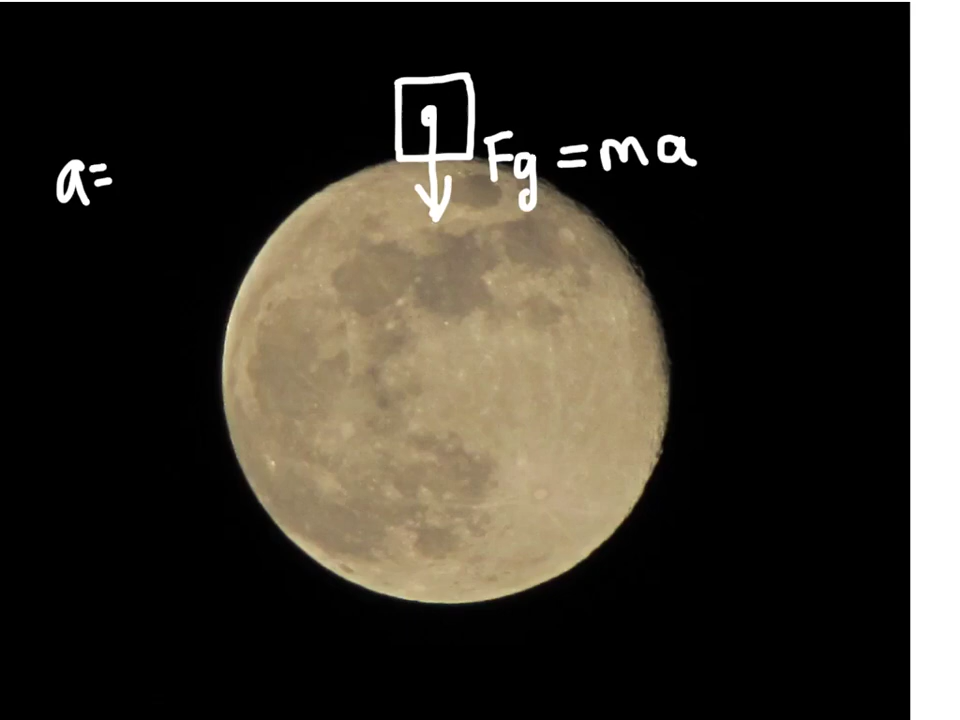 Fg = ma
a=